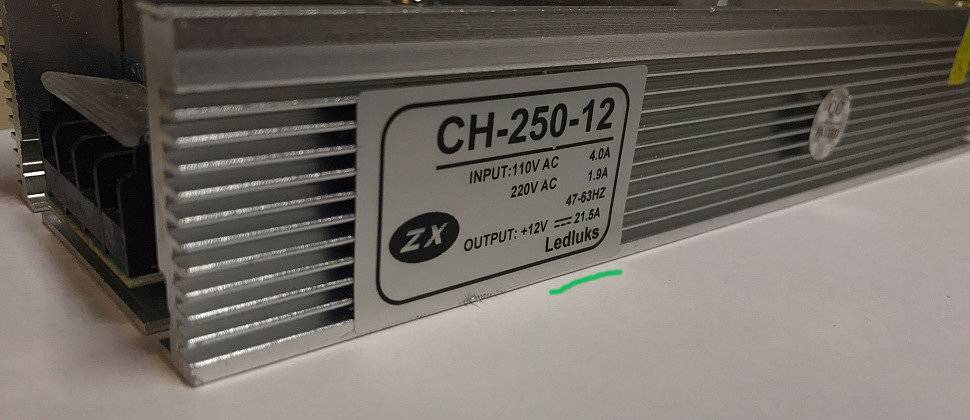 CH-250-12
INPUT:110V AC 4.0A
220V AC 1.9A
47-63HZ
ZX
OUTPUT: +12V 21.5A
Ledluks